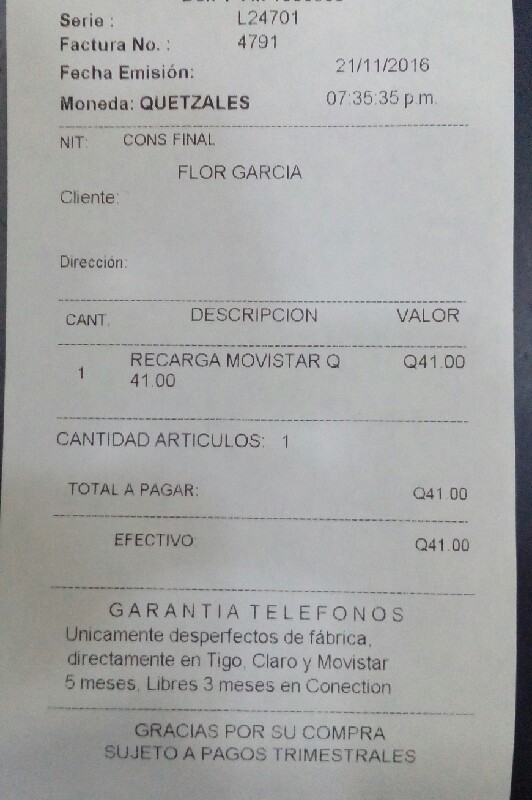 Serie : L24701
Factura No. : 4791
Fecha Emisión: 21/11/2016
Moneda: QUETZALES 07:35:35 p.m.
NIT: CONS FINAL
FLOR GARCIA
Cliente:
Dirección:
CANT. DESCRIPCION VALOR
1 RECARGA MOVISTAR Q Q41.00
41.00
CANTIDAD ARTICULOS: 1
TOTAL A PAGAR: Q41.00
EFECTIVO Q41.00
GARANTIA TELEFONOS
Unicamente desperfectos de fábrica,
directamente en Tigo, Claro y Movistar
5 meses, Libres 3 meses en Conection
GRACIAS POR SU COMPRA
SUJETO A PAGOS TRIMESTRALES